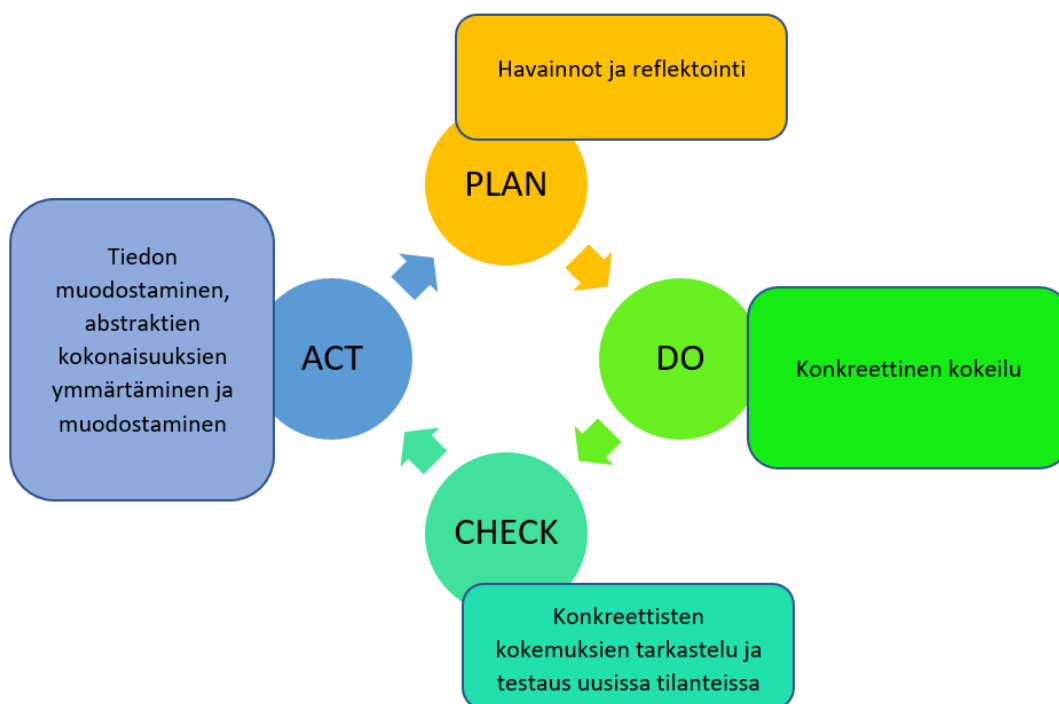 Havainnot ja reflektointi
PLAN
Tiedon
muodostaminen,
abstraktien
kokonaisuuksien
ymmärtäminen ja
muodostaminen
ACT
DO
Konkreettinen kokeilu
CHECK
Konkreettisten
kokemuksien tarkastelu ja
testaus uusissa tilanteissa